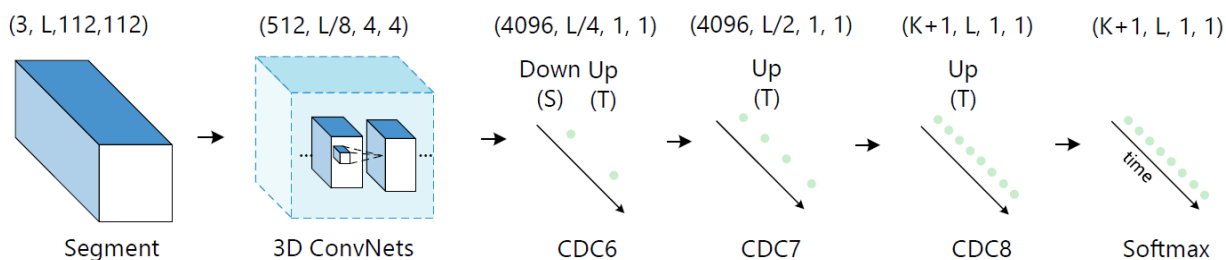 (3, L,112,112) (512, L/8, 4, 4) (4096, L/4, 1, 1) (4096, L/2, 1, 1) (K+1, L, 1, 1) (K+1, L, 1, 1)
Down Up Up Up
(S) (T) (T) (T)
... ...
time
Segment 3D ConvNets CDC6 CDC7 CDC8 Softmax